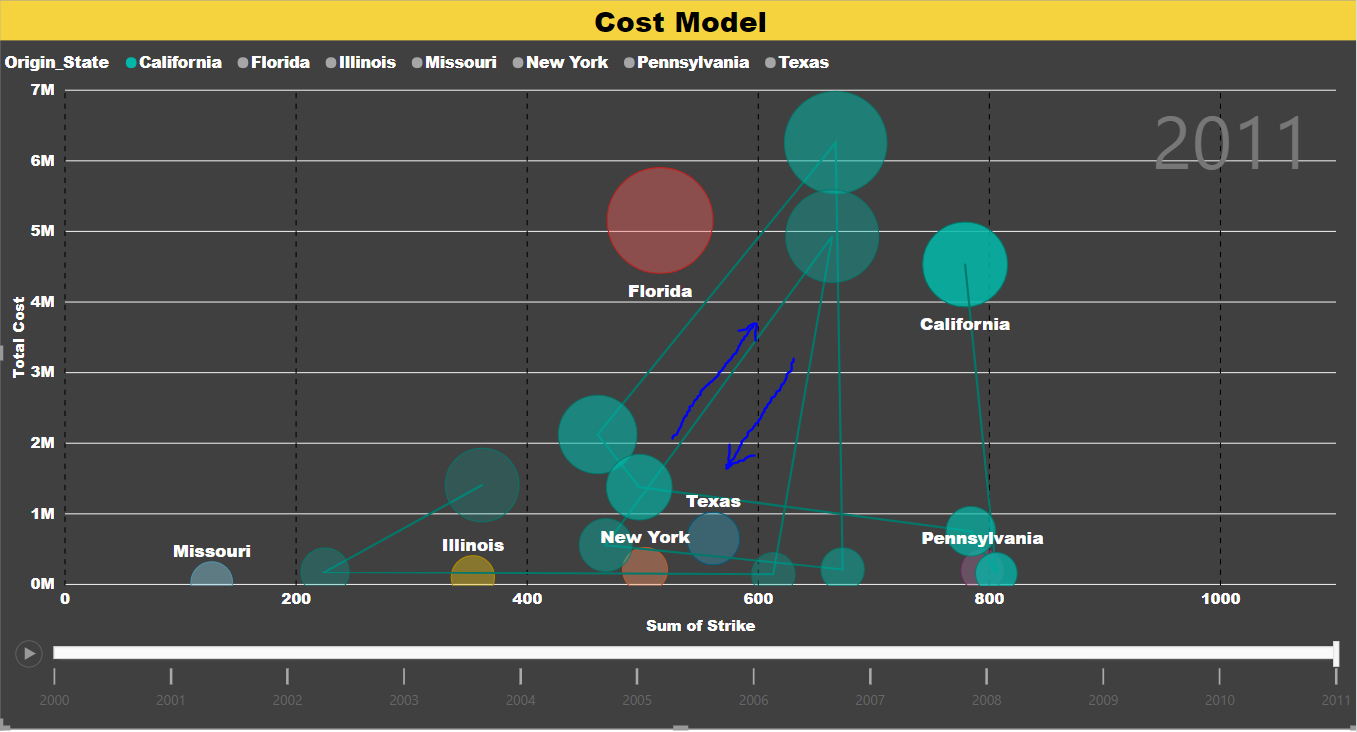 Cost Model
Origin_State California Florida Illinois Missouri New York Pennsylvania Texas
7M
2011
6M
5M
Florida
4M
California
Total Cost
3M
2M
Texas
1M
New York
Pennsylvania
Illinois
Missouri
0M
0 200 400 600 800 1000
Sum of Strike
2000 2001 2002 2003 2004 2005 2006 2007 2008 2009 2010 2011